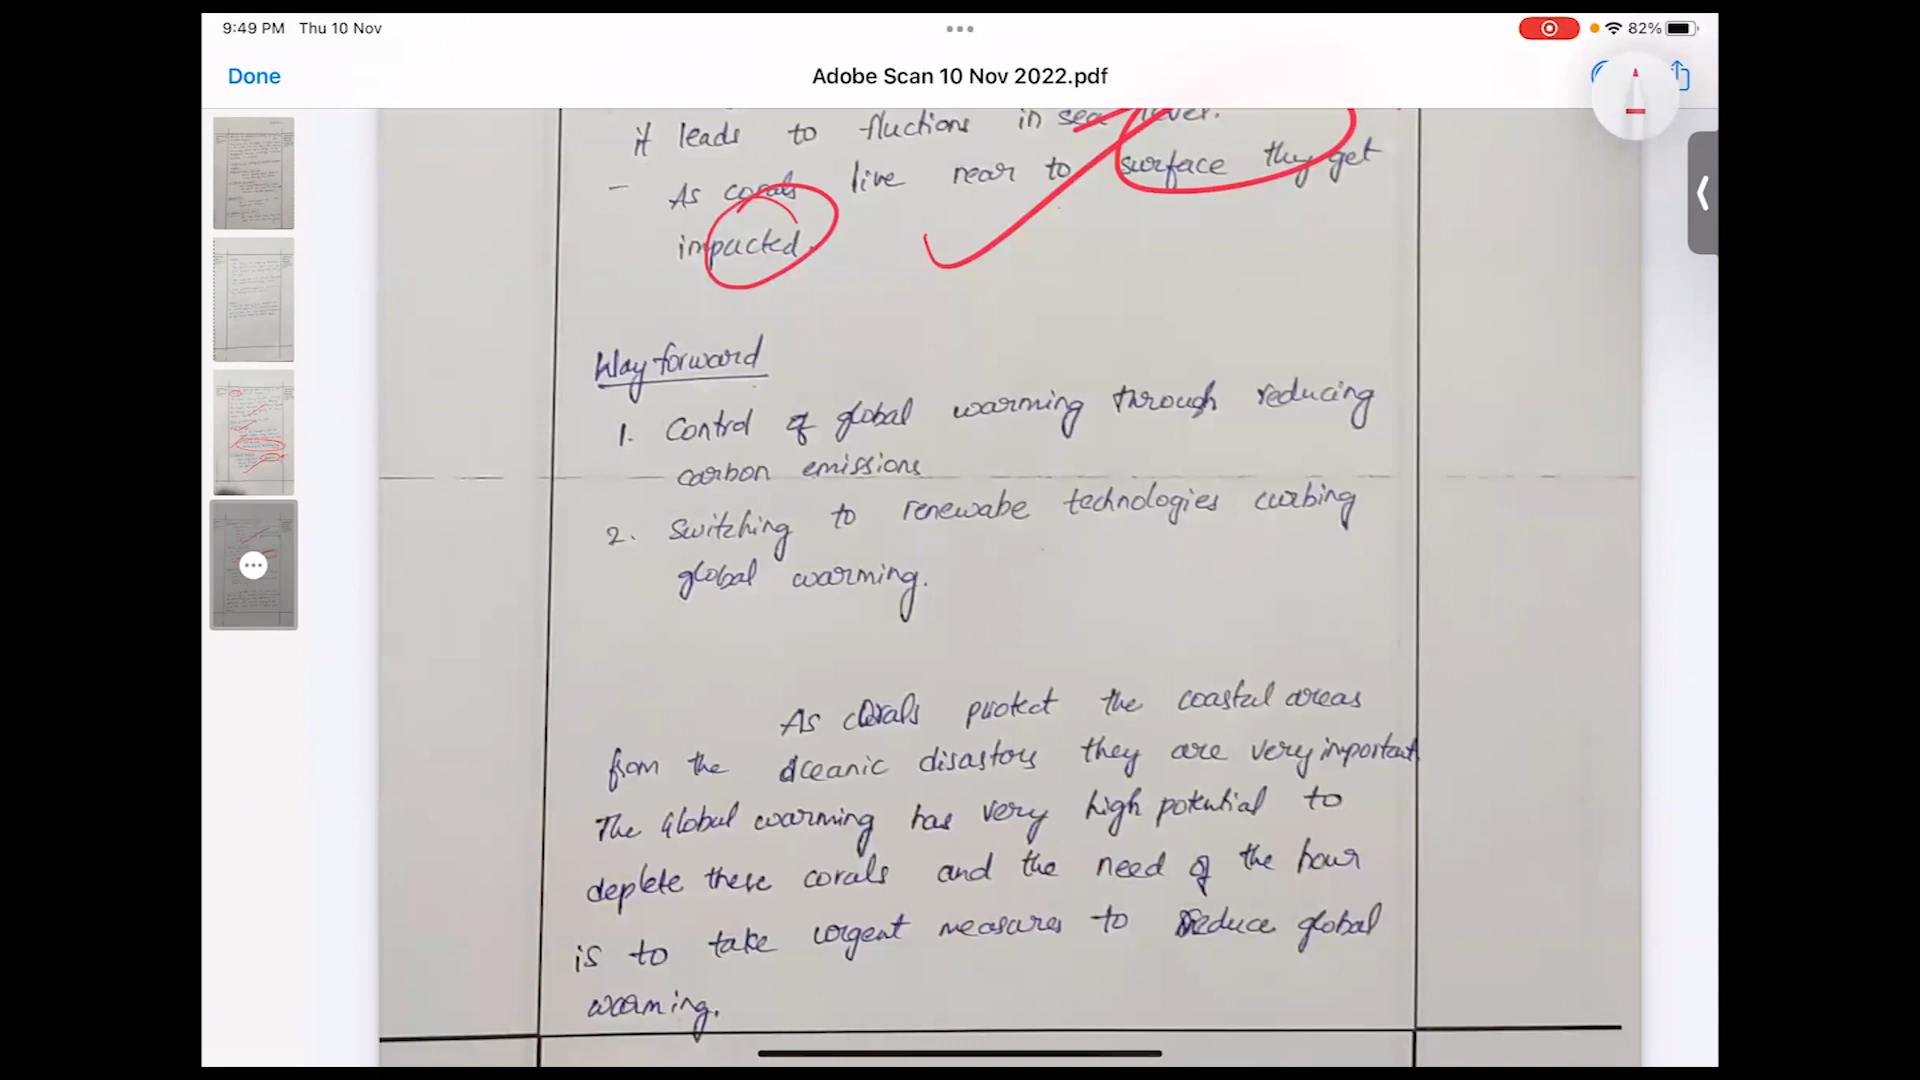 9:49 PM Thu 10 Nov
82%
Done
Adobe Scan 10 Nov 2022.pdf
it leads to fluctions in sea level.
- As corals live near to surface they get
impacted.
Way forward
1. Control of global warming through reducing
carbon emissions
2. Switching to renewabe technologies curbing
global warming.
As corals protect the coastal areas
from the oceanic disastors they are very important
The Global warming has very high potential to
deplete these corals and the need of the hour
is to take urgent measures to reduce global
warming.